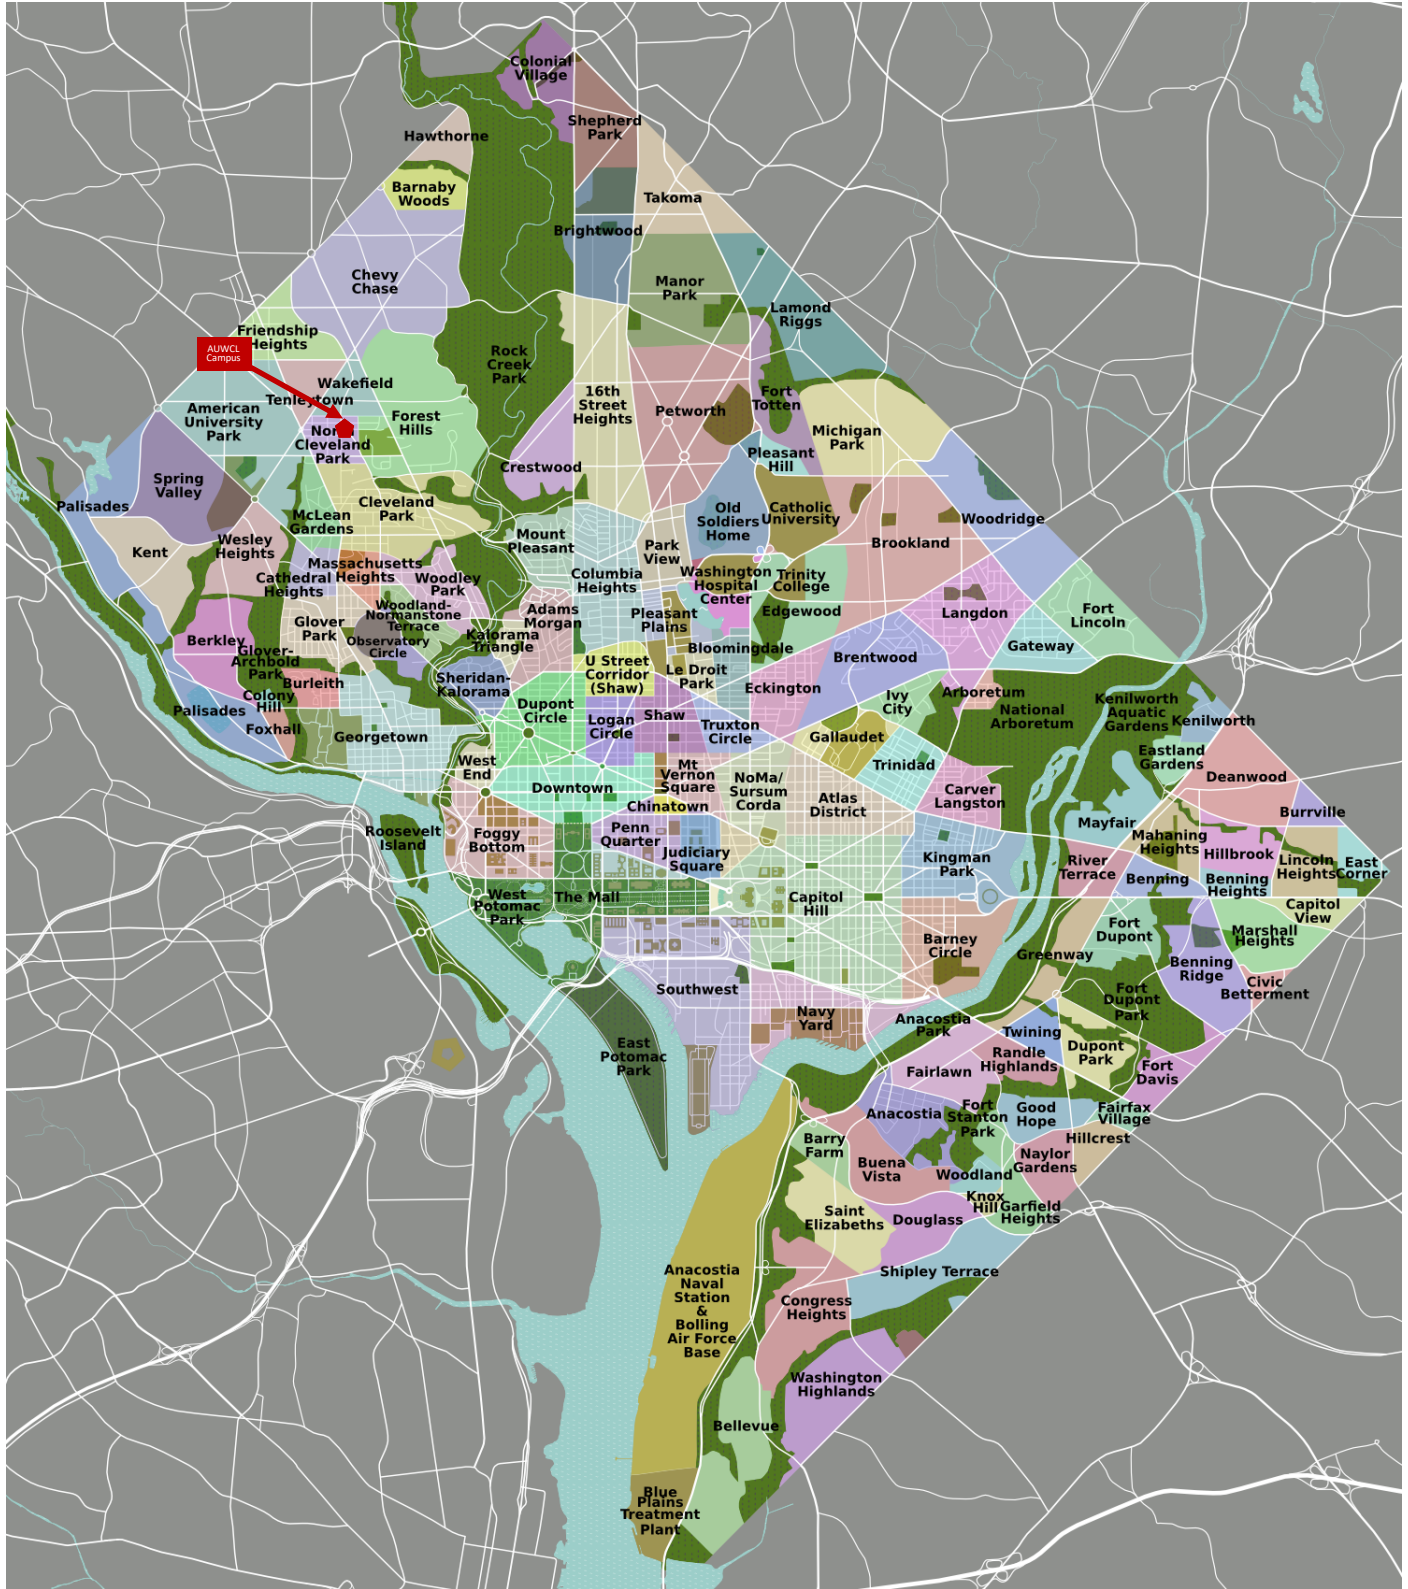 Colonial
Village
Shepherd
Park
Hawthorne
Barnaby
Woods
Takoma
Brightwood
Chevy
Chase
Manor
Park
Lamond
Riggs
Friendship
Heights
AUWCL
Campus
Rock
Creek
Park
Wakefield
Tenleytown
16th
Street
Heights
Petworth
Fort
Totten
American
University
Park
Forest
Hills
North
Cleveland
Park
Michigan
Park
Pleasant
Hill
Crestwood
Spring
Valley
Palisades
McLean
Gardens
Cleveland
Park
Old
Soldiers
Home
Catholic
University
Woodridge
Kent
Wesley
Heights
Mount
Pleasant
Park
View
Brookland
Massachusetts
Heights
Cathedral
Heights
Woodley
Park
Columbia
Heights
Washington
Hospital
Center
Trinity
College
Edgewood
Langdon
Fort
Lincoln
Woodland-
Normanstone
Terrace
Adams
Morgan
Pleasant
Plains
Glover
Park
Observatory
Circle
Kalorama
Triangle
Berkley
Glover-
Archbold
Park
Bloomingdale
Brentwood
Gateway
U Street
Corridor
(Shaw)
Le Droit
Park
Eckington
Burleith
Sheridan-
Kalorama
Colony
Hill
Palisades
Foxhall
Georgetown
Dupont
Circle
Logan
Circle
Shaw
Truxton
Circle
Ivy
City
Arboretum
National
Arboretum
Kenilworth
Aquatic
Gardens
Kenilworth
Gallaudet
Trinidad
Eastland
Gardens
Deanwood
West
End
Downtown
Mt
Vernon
Square
NoMa/
Sursum
Corda
Atlas
District
Carver
Langston
Chinatown
Burrville
Mayfair
Roosevelt
Island
Foggy
Bottom
Penn
Quarter
Judiciary
Square
Mahaning
Heights
Hillbrook
Lincoln
Heights
East
Corner
Kingman
Park
River
Terrace
Benning
Benning
Heights
West
Potomac
Park
The Mall
Capitol
Hill
Capitol
View
Barney
Circle
Fort
Dupont
Marshall
Heights
Greenway
Benning
Ridge
Civic
Betterment
Southwest
Fort
Dupont
Park
Navy
Yard
Anacostia
Park
Twining
East
Potomac
Park
Randle
Highlands
Dupont
Park
Fairlawn
Fort
Davis
Anacostia
Fort
Stanton
Park
Good
Hope
Fairfax
Village
Barry
Farm
Hillcrest
Buena
Vista
Naylor
Gardens
Woodland
Knox
Hill
Garfield
Heights
Saint
Elizabeths
Douglass
Shipley Terrace
Anacostia
Naval
Station
&
Bolling
Air Force
Base
Congress
Heights
Washington
Highlands
Bellevue
Blue
Plains
Treatment
Plant